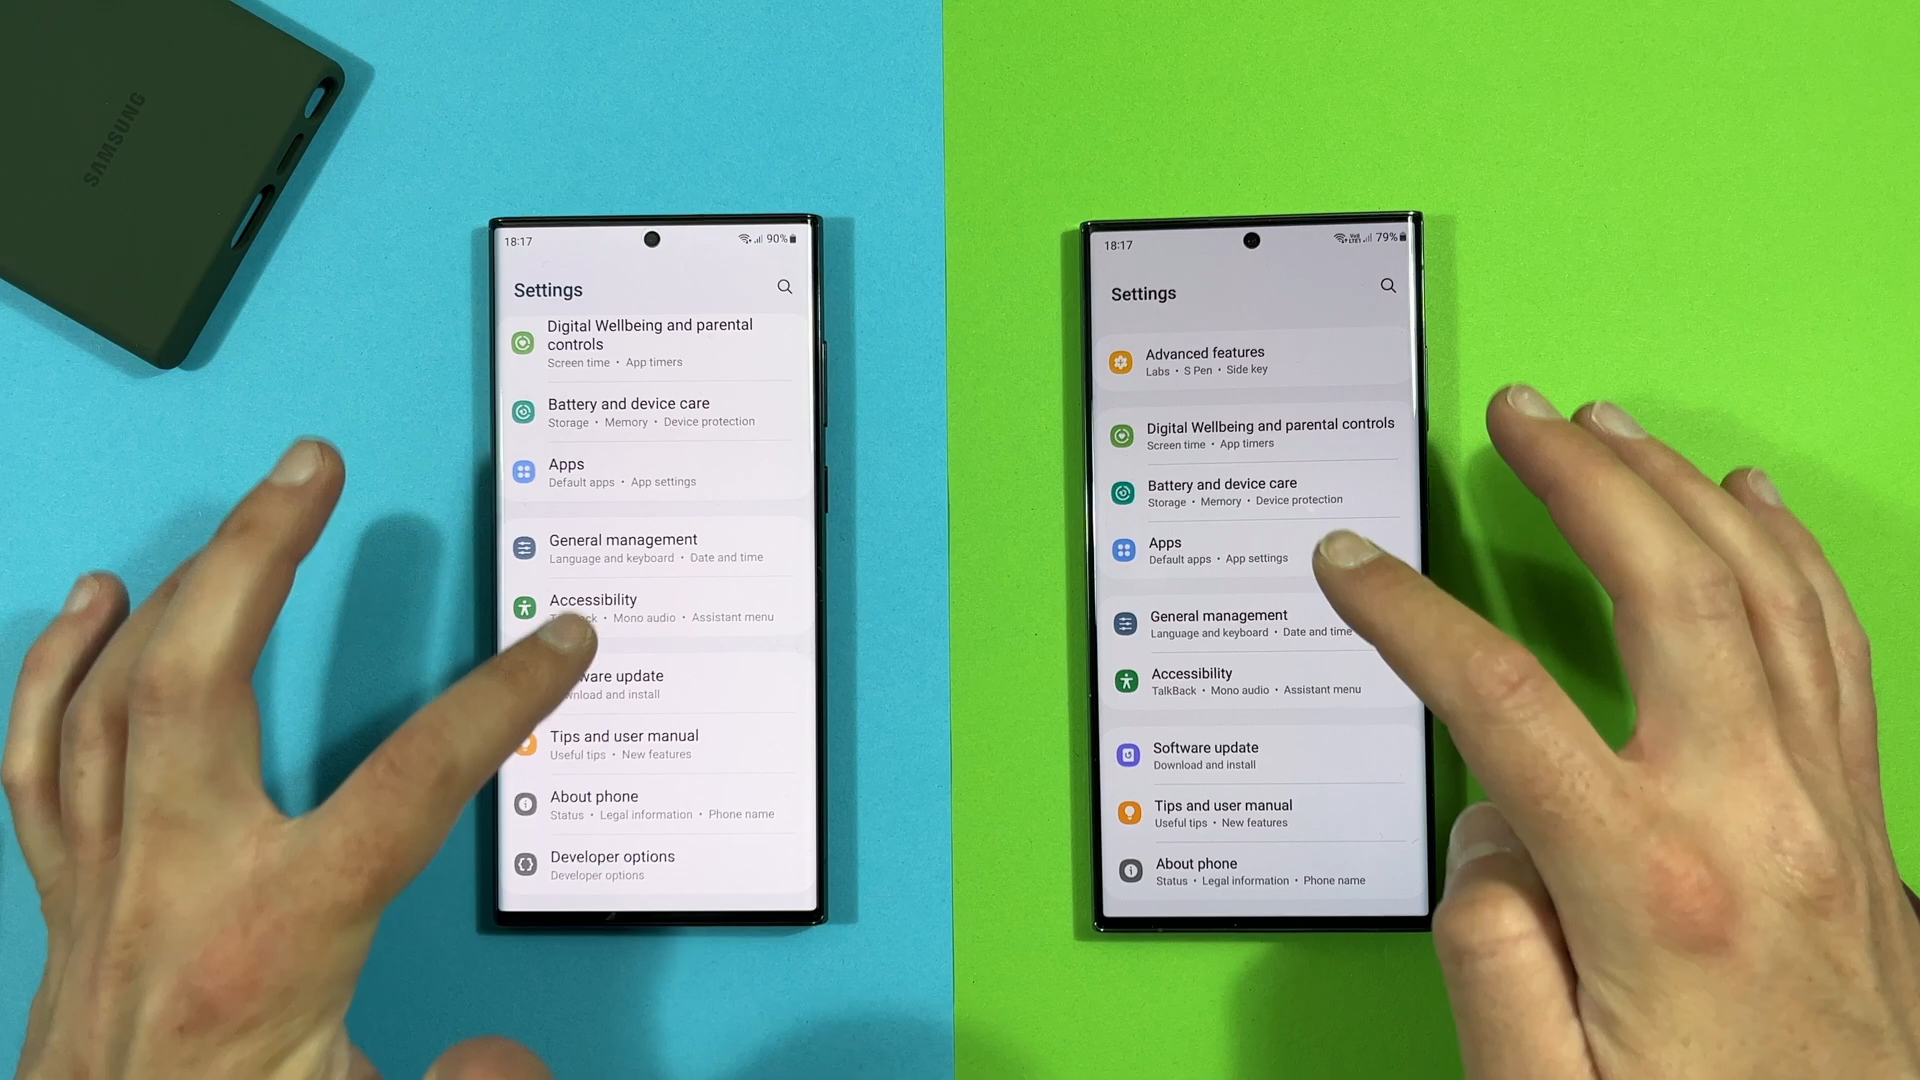 SAMSUNG
18:17
90%
Settings
Digital Wellbeing and parental
controls
Screen time • App timers
Battery and device care
Storage • Memory • Device protection
Apps
Default apps • App settings
General management
Language and keyboard • Date and time
Accessibility
• Mono audio • Assistant menu
update
and install
Tips and user manual
Useful tips • New features
About phone
Status • Legal information • Phone name
Developer options
Developer options
18:17
79%
Settings
Advanced features
Labs • S Pen • Side key
Digital Wellbeing and parental controls
Screen time • App timers
Battery and device care
Storage • Memory • Device protection
Apps
Default apps • App settings
General management
Language and keyboard • Date and time
Accessibility
TalkBack • Mono audio • Assistant menu
Software update
Download and install
Tips and user manual
Useful tips • New features
About phone
Status • Legal information • Phone name